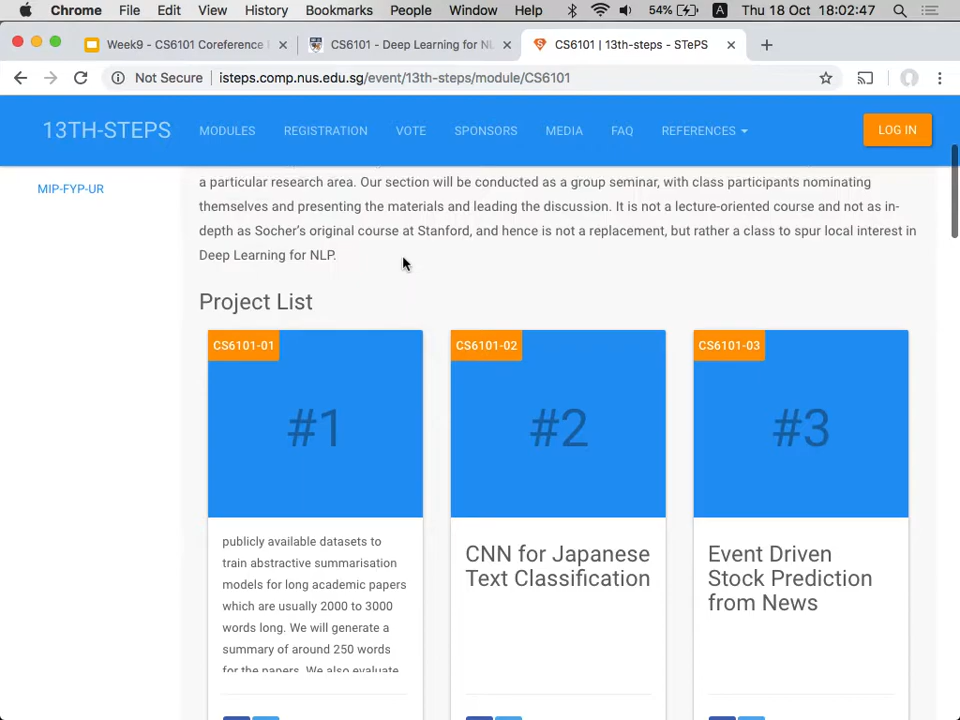 Chrome File Edit View History Bookmarks People Window Help 54% A Thu 18 Oct 18:02:47
Week9 - CS6101 Coreference
CS6101 - Deep Learning for NL
CS6101 | 13th-steps - STePS
Not Secure isteps.comp.nus.edu.sg/event/13th-steps/module/CS6101
13TH-STEPS MODULES REGISTRATION VOTE SPONSORS MEDIA FAQ REFERENCES LOG IN
MIP-FYP-UR
a particular research area. Our section will be conducted as a group seminar, with class participants nominating
themselves and presenting the materials and leading the discussion. It is not a lecture-oriented course and not as in-
depth as Socher's original course at Stanford, and hence is not a replacement, but rather a class to spur local interest in
Deep Learning for NLP.
Project List
CS6101-01
#1
publicly available datasets to
train abstractive summarisation
models for long academic papers
which are usually 2000 to 3000
words long. We will generate a
summary of around 250 words
for the papers. We also evaluate
CS6101-02
#2
CNN for Japanese
Text Classification
CS6101-03
#3
Event Driven
Stock Prediction
from News